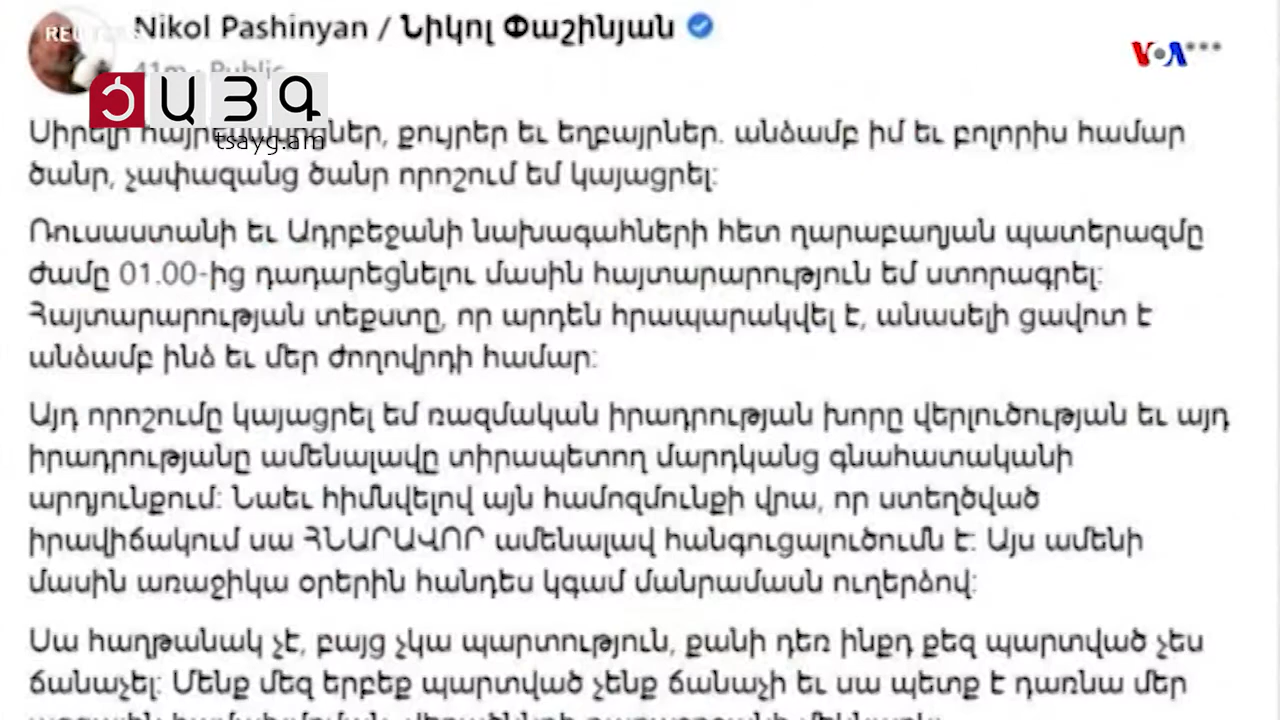 REUTERS
Nikol Pashinyan / Նիկոլ Փաշինյան
41m · Public
VOA
ԾԱՅԳ
tsayg.am
Սիրելի հայրենակիցներ, քույրեր եւ եղբայրներ. անձամբ իմ եւ բոլորիս համար
ծանր, չափազանց ծանր որոշում եմ կայացրել:
Ռուսաստանի եւ Ադրբեջանի նախագահների հետ ղարաբաղյան պատերազմը
ժամը 01.00-ից դադարեցնելու մասին հայտարարություն եմ ստորագրել:
Հայտարարության տեքստը, որ արդեն հրապարակվել է, անասելի ցավոտ է
անձամբ ինձ եւ մեր ժողովրդի համար:
Այդ որոշումը կայացրել եմ ռազմական իրադրության խորը վերլուծության եւ այդ
իրադրությանը ամենալավը տիրապետող մարդկանց գնահատականի
արդյունքում: Նաեւ հիմնվելով այն համոզմունքի վրա, որ ստեղծված
իրավիճակում սա ՀՆԱՐԱՎՈՐ ամենալավ հանգուցալուծումն է: Այս ամենի
մասին առաջիկա օրերին հանդես կգամ մանրամասն ուղերձով:
Սա հաղթանակ չէ, բայց չկա պարտություն, քանի դեռ ինքդ քեզ պարտված չես
ճանաչել: Մենք մեզ երբեք պարտված չենք ճանաչի եւ սա պետք է դառնա մեր